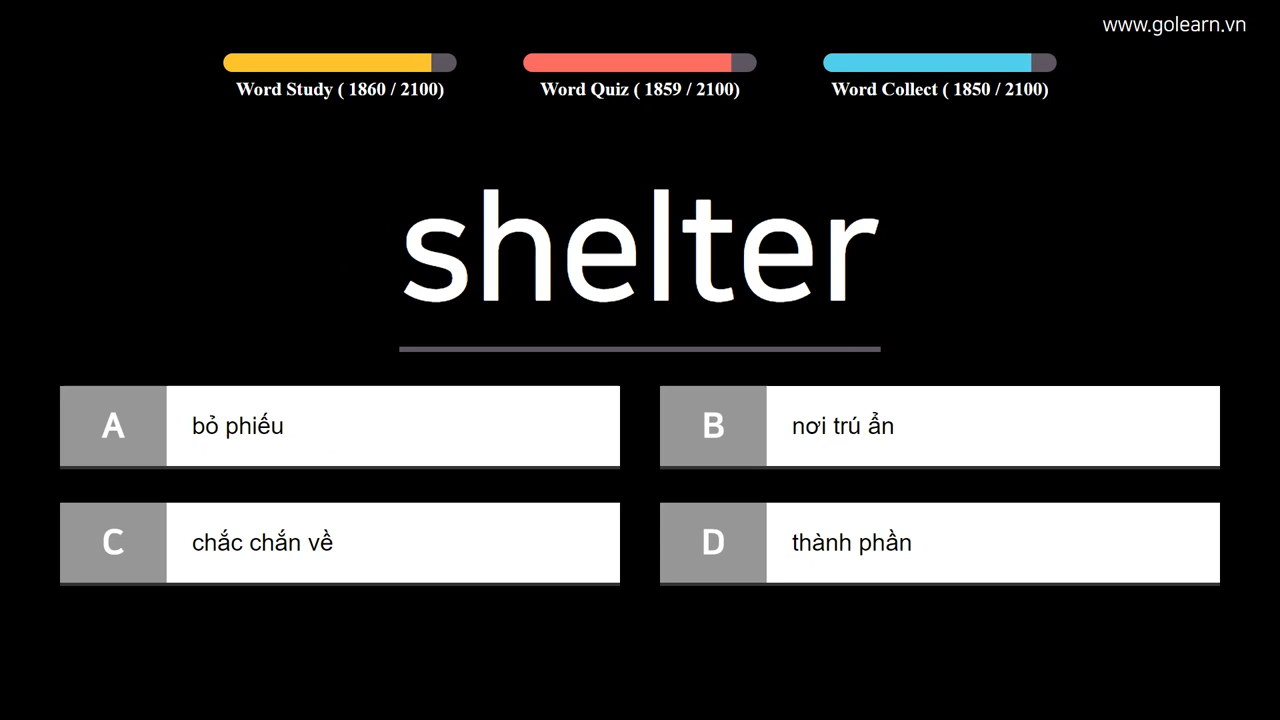 www.golearn.vn
Word Study ( 1860 / 2100)
Word Quiz ( 1859 / 2100)
Word Collect ( 1850 / 2100)
shelter
A bỏ phiếu
B nơi trú ẩn
C chắc chắn về
D thành phần